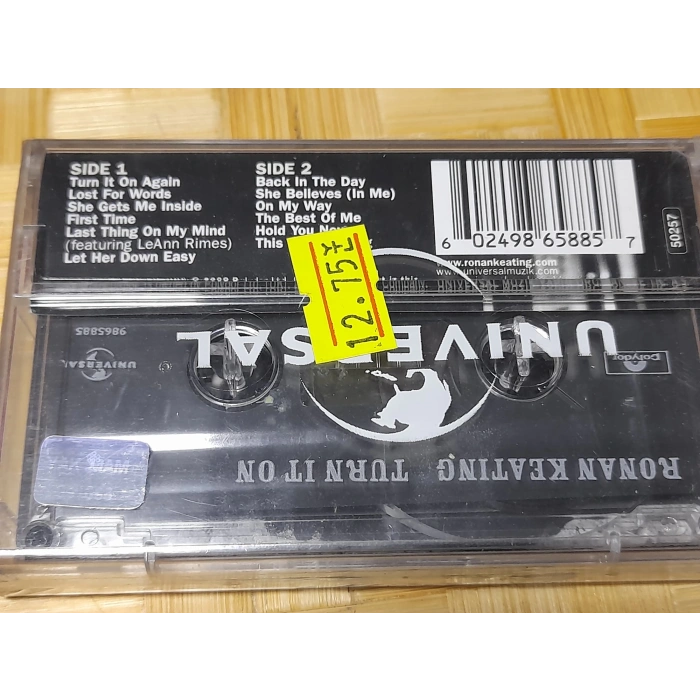 SIDE 1
Turn It On Again
Lost For Words
She Gets Me Inside
First Time
Last Thing On My Mind
(featuring LeAnn Rimes)
Let Her Down Easy
SIDE 2
Back In The Day
She Believes (In Me)
On My Way
The Best Of Me
Hold You
This
6 02498 65885 7
www.ronankeating.com
www.universalmuzik.com
50257
12.75
UNIVERSAL
9865885
UNIVERSAL
Polydor
RONAN KEATING TURN IT ON